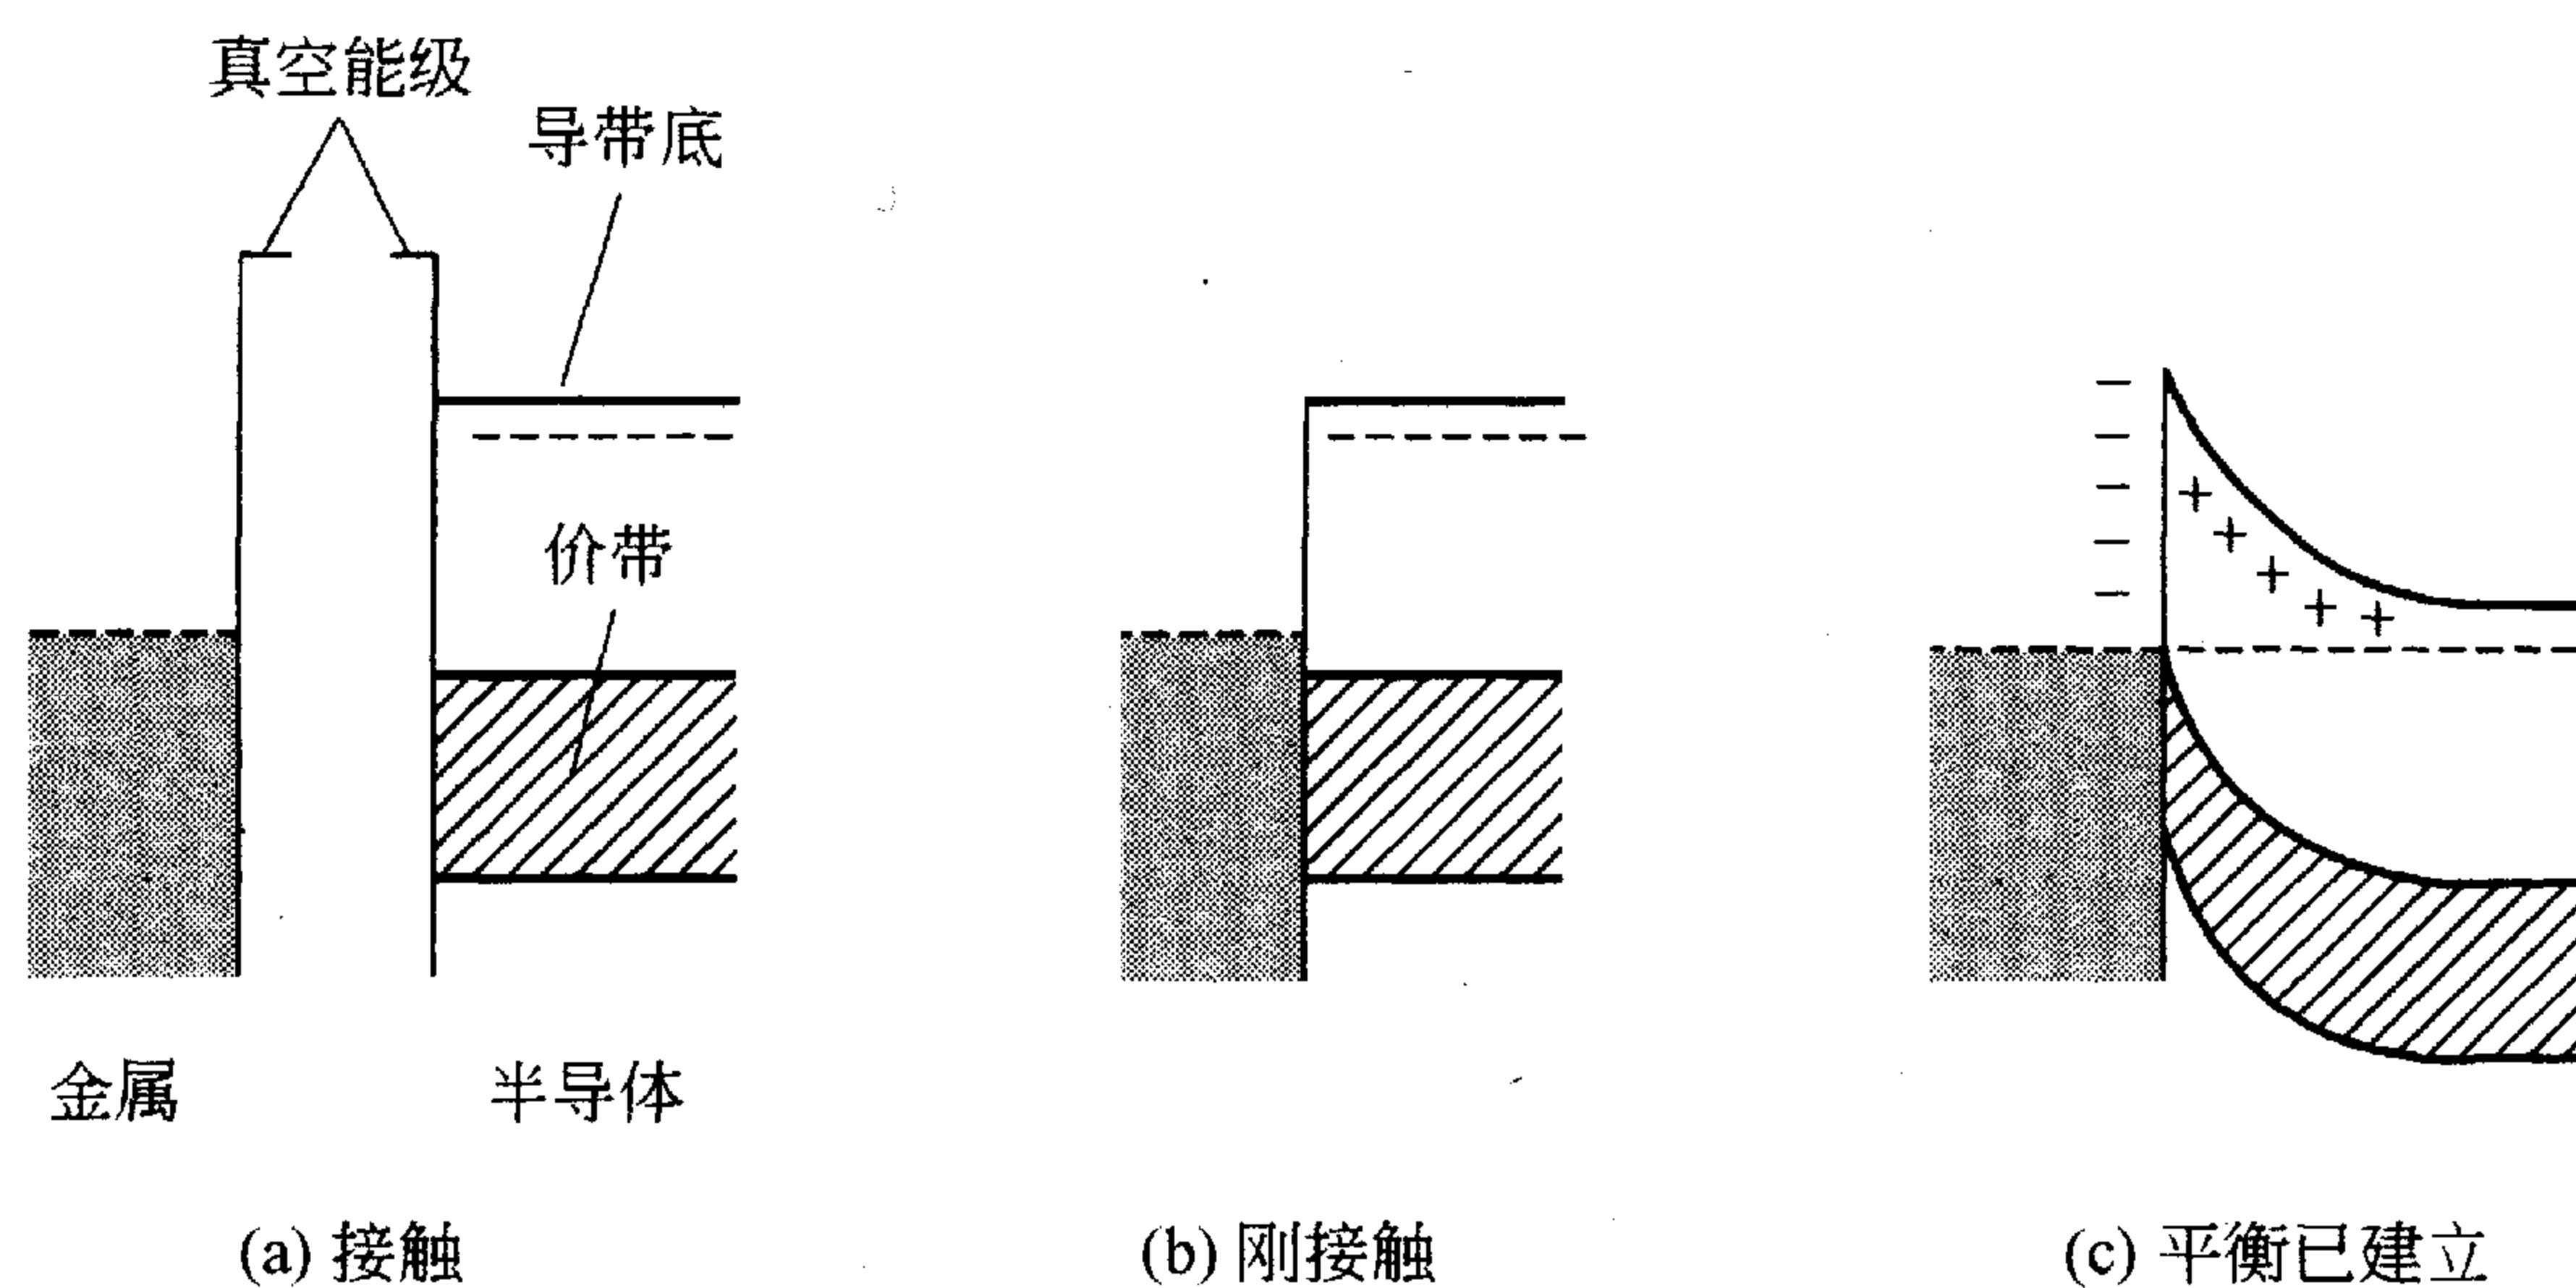 真空能级
导带底
价带
金属
半导体
(a) 接触
(b) 刚接触
(c) 平衡已建立